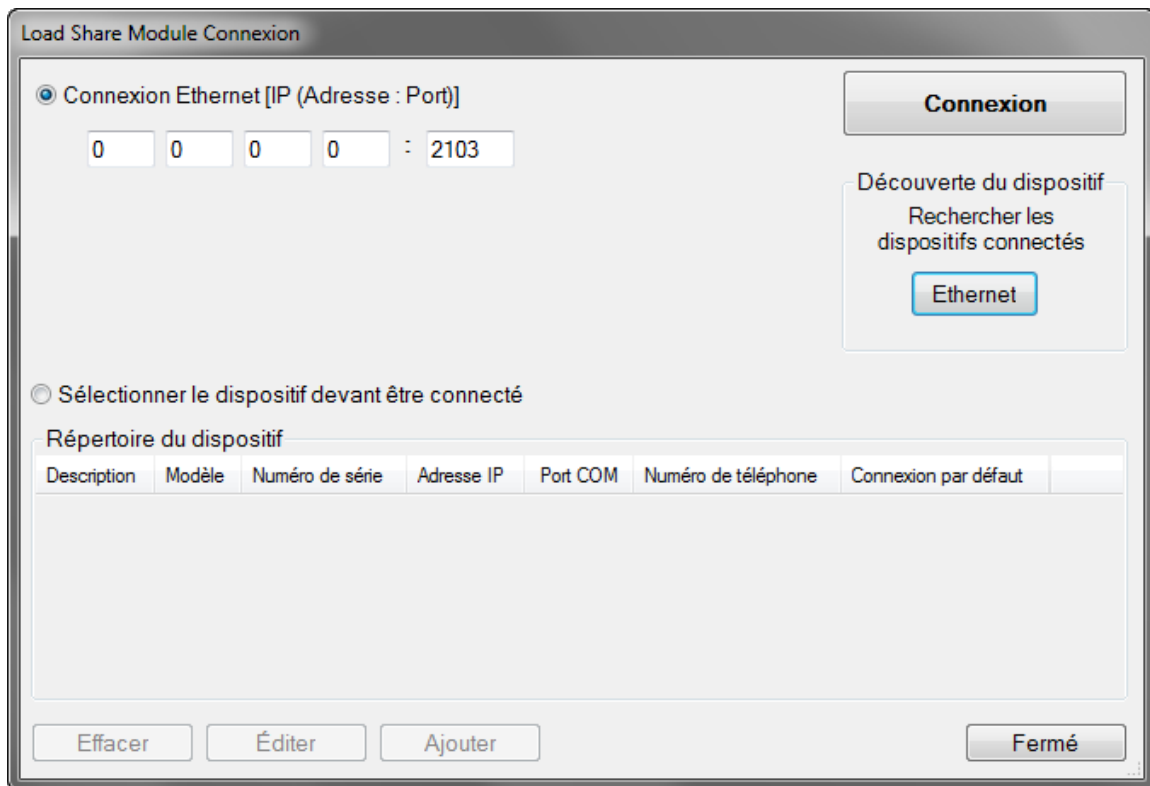 Load Share Module Connexion
Connexion Ethernet [IP (Adresse : Port)]
0 0 0 0 : 2103
Connexion
Découverte du dispositif
Rechercher les
dispositifs connectés
Ethernet
Sélectionner le dispositif devant être connecté
Répertoire du dispositif
Description Modèle Numéro de série Adresse IP Port COM Numéro de téléphone Connexion par défaut
Effacer Éditer Ajouter Fermé